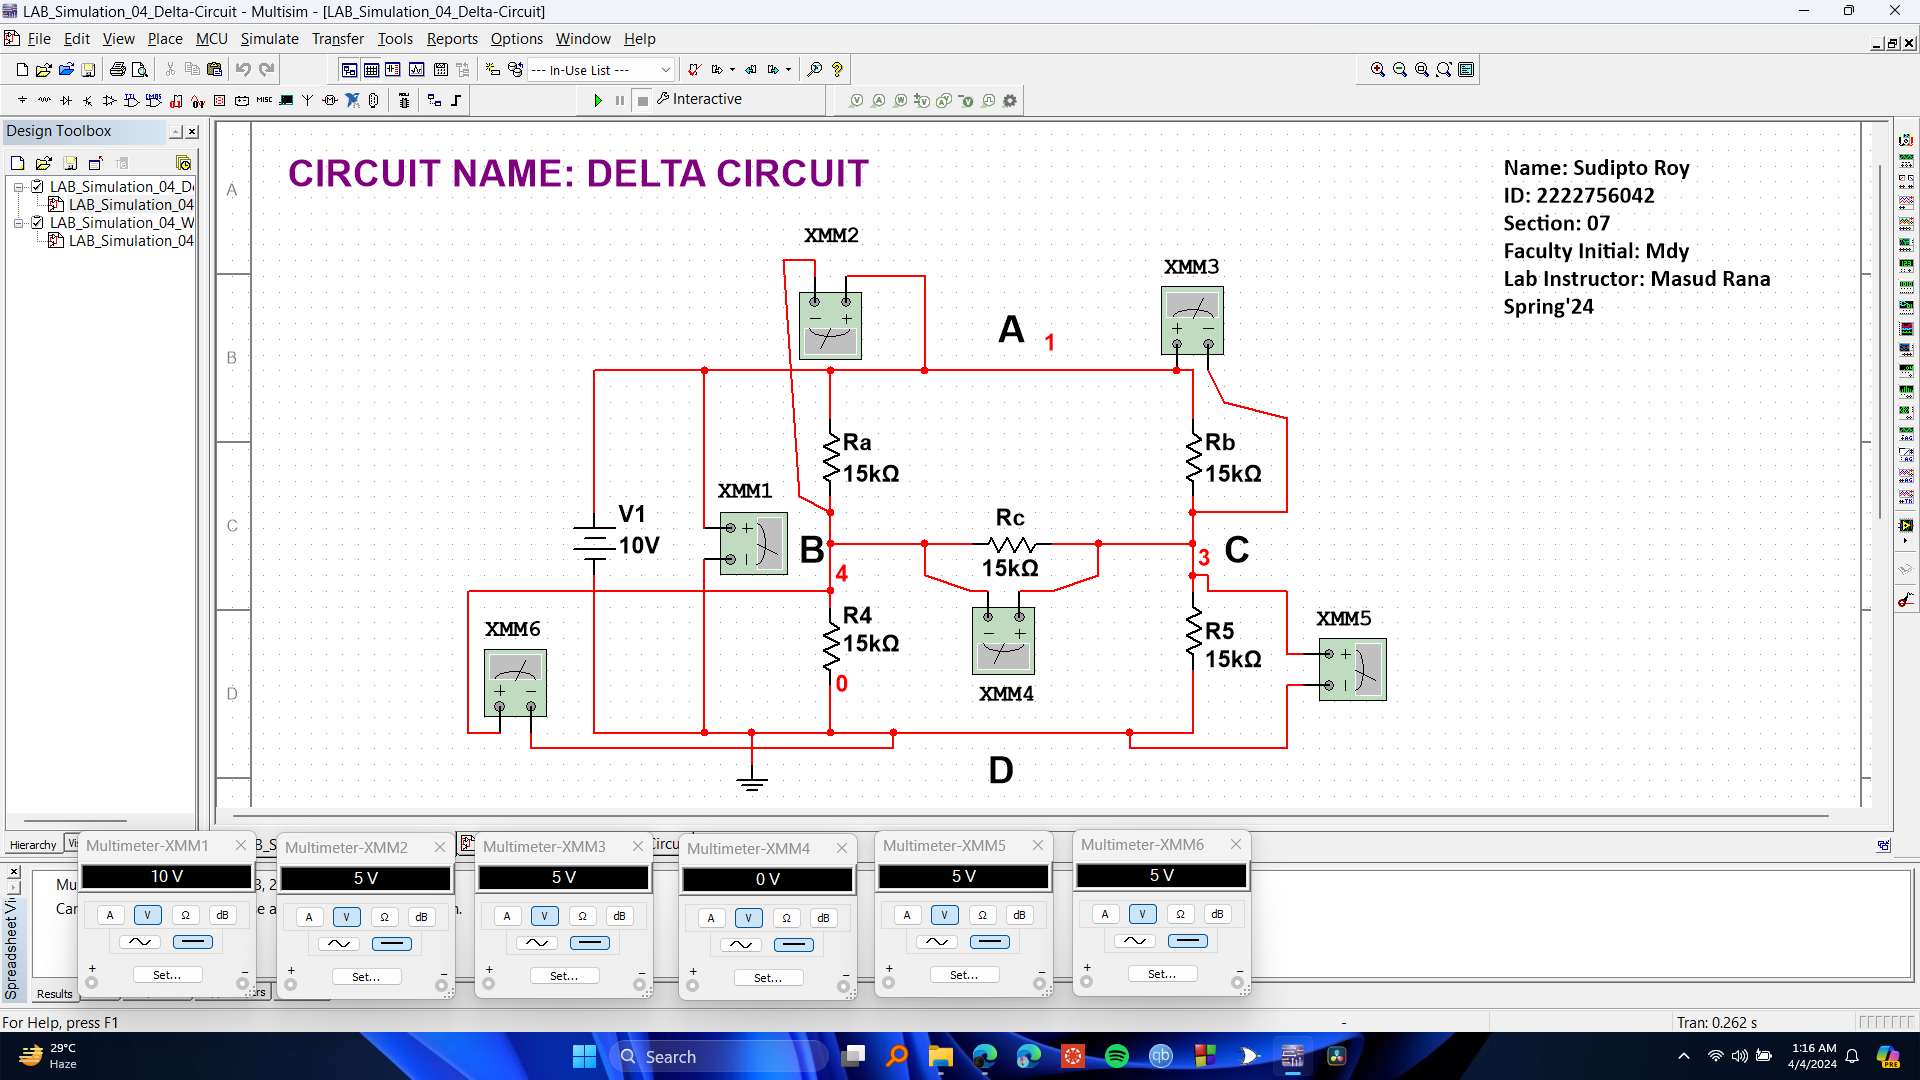 LAB_Simulation_04_Delta-Circuit - Multisim - [LAB_Simulation_04_Delta-Circuit]
File Edit View Place MCU Simulate Transfer Tools Reports Options Window Help
--- In-Use List ---
Interactive
Design Toolbox
LAB_Simulation_04_D
LAB_Simulation_04
LAB_Simulation_04_W
LAB_Simulation_04
Hierarchy
A
B
C
D
CIRCUIT NAME: DELTA CIRCUIT
Name: Sudipto Roy
ID: 2222756042
Section: 07
Faculty Initial: Mdy
Lab Instructor: Masud Rana
Spring'24
XMM2
XMM3
A 1
Ra
15kΩ
Rb
15kΩ
XMM1
V1
10V
B
4
Rc
15kΩ
3
C
XMM6
R4
15kΩ
0
XMM4
R5
15kΩ
XMM5
D
Multimeter-XMM1
10 V
A V Ω dB
Set...
Multimeter-XMM2
5 V
A V Ω dB
Set...
Multimeter-XMM3
5 V
A V Ω dB
Set...
Multimeter-XMM4
0 V
A V Ω dB
Set...
Multimeter-XMM5
5 V
A V Ω dB
Set...
Multimeter-XMM6
5 V
A V Ω dB
Set...
Results
For Help, press F1
-
Tran: 0.262 s
29°C
Haze
Search
1:16 AM
4/4/2024